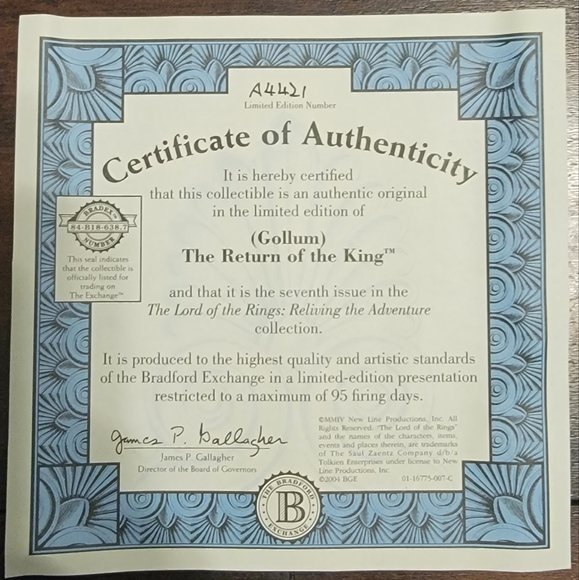 A4421
Limited Edition Number
Certificate of Authenticity
It is hereby certified
that this collectible is an authentic original
in the limited edition of
(Gollum)
The Return of the King™
BRADEX™
84-B18-638.7
NUMBER
This seal indicates
that the collectible is
officially listed for
trading on
The Exchange™
and that it is the seventh issue in the
The Lord of the Rings: Reliving the Adventure
collection.
It is produced to the highest quality and artistic standards
of the Bradford Exchange in a limited-edition presentation
restricted to a maximum of 95 firing days.
James P. Gallagher
James P. Gallagher
Director of the Board of Governors
©MMIV New Line Productions, Inc. All
Rights Reserved. "The Lord of the Rings"
and the names of the characters, items,
events and places therein, are trademarks
of The Saul Zaentz Company d/b/a
Tolkien Enterprises under license to New
Line Productions, Inc.
©2004 BGE 01-16775-007-C
THE BRADFORD
B
EXCHANGE